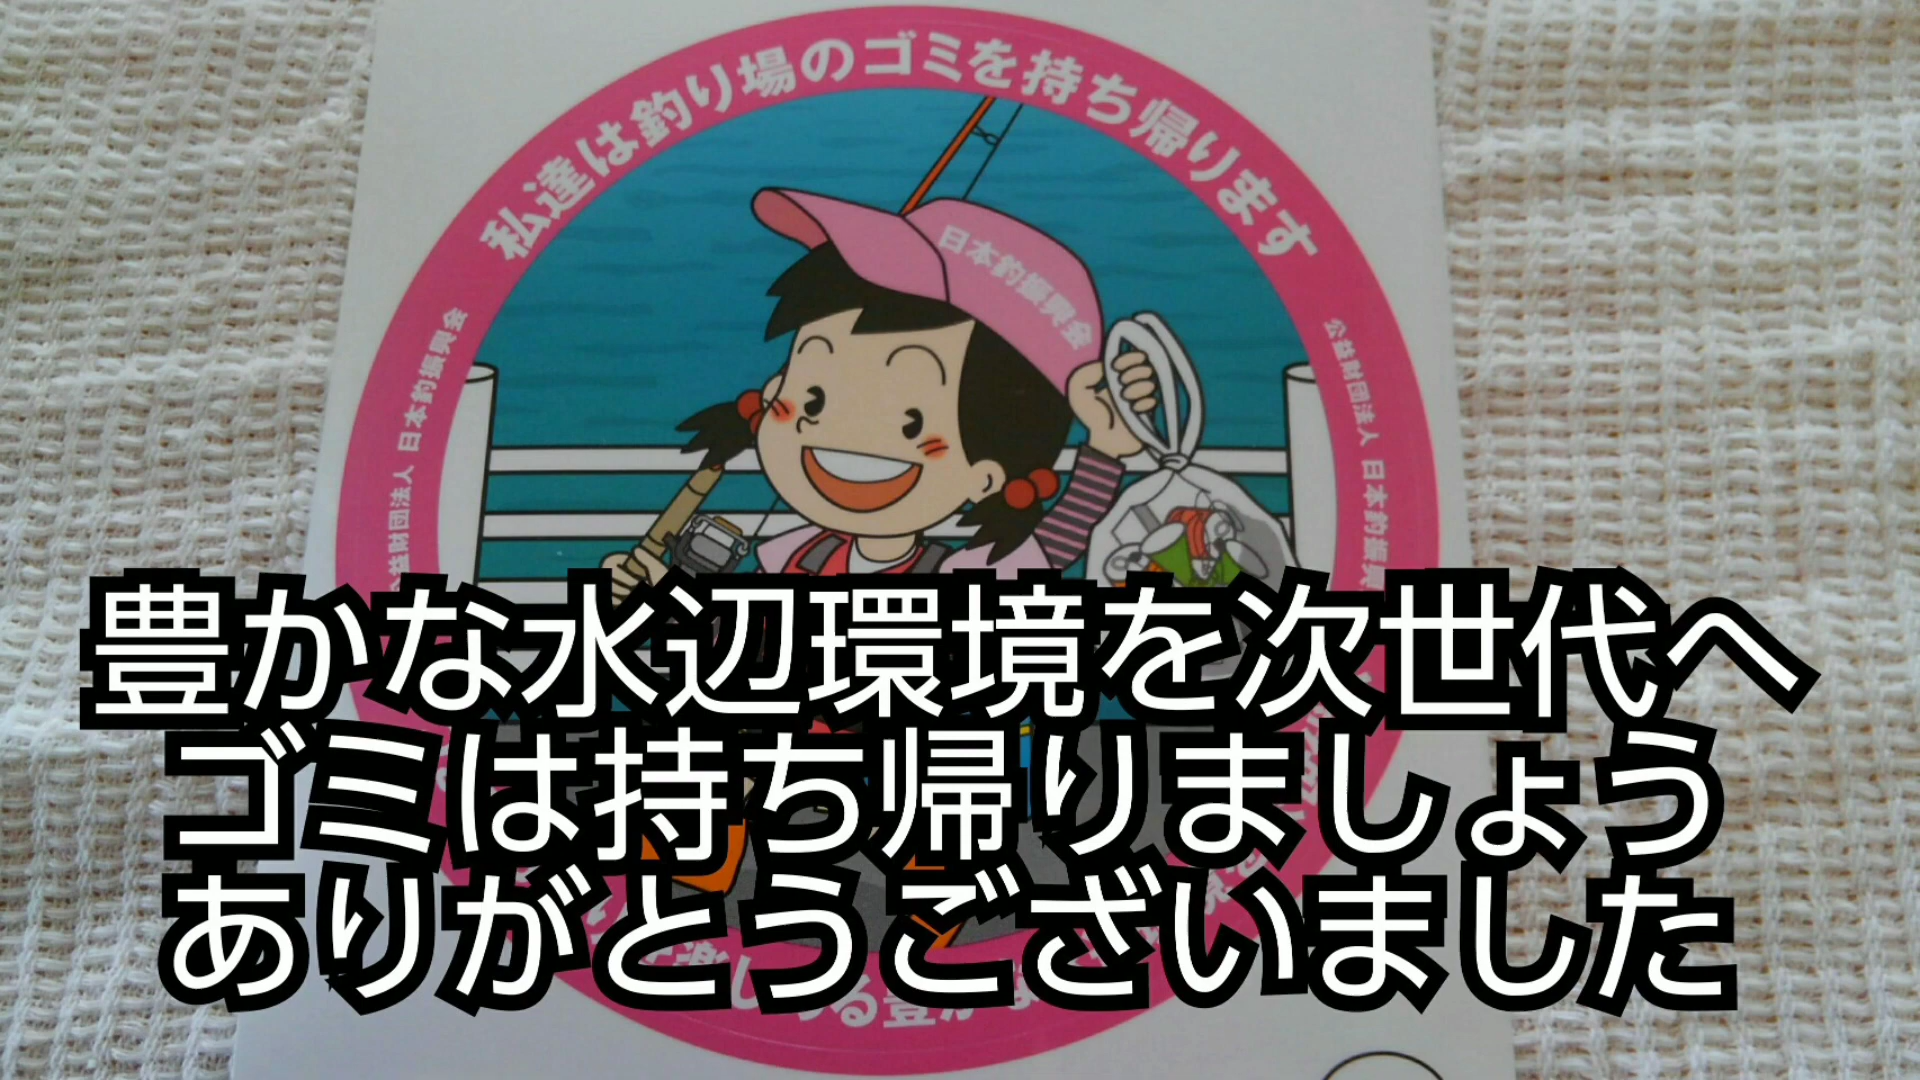 私達は釣り場のゴミを持ち帰ります
日本釣振興会
公益財団法人 日本釣振興会
公益財団法人 日本釣振興
豊かな水辺環境を次世代へ
ゴミは持ち帰りましょう
ありがとうございました